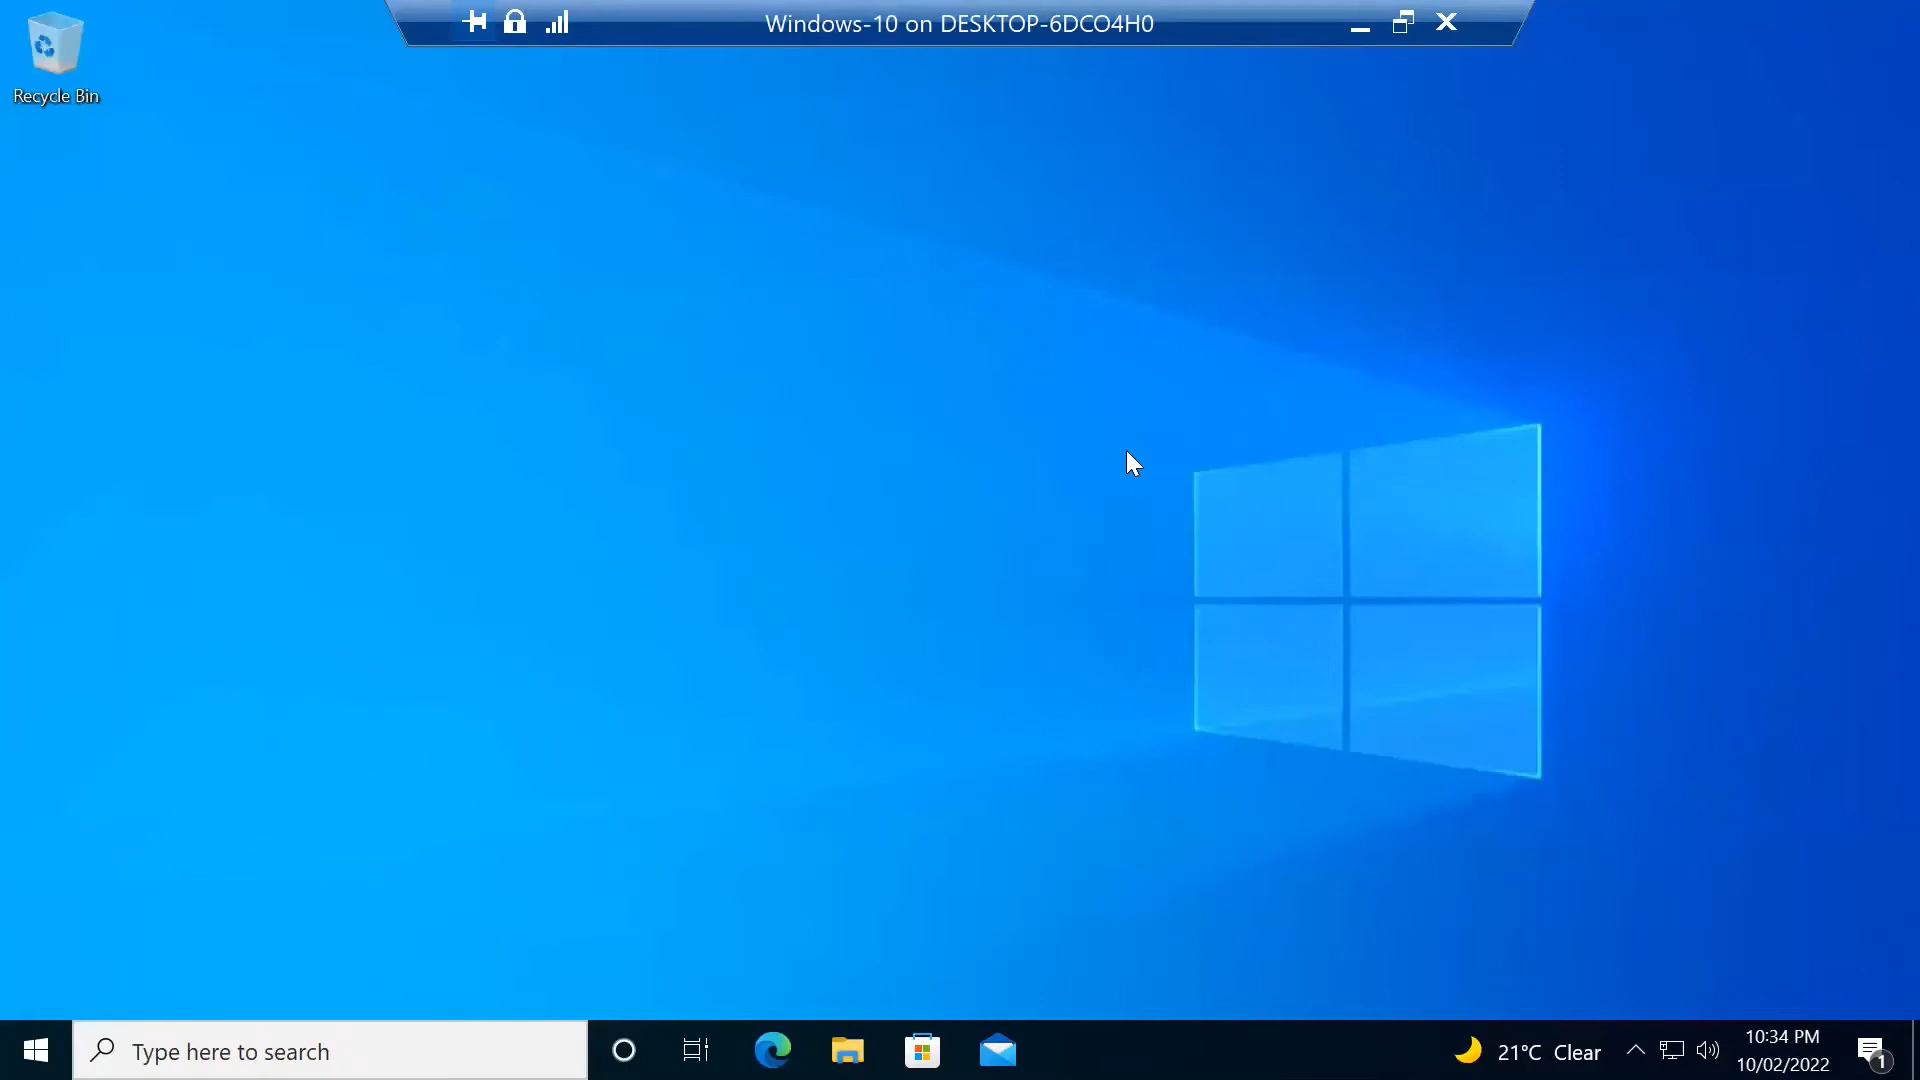 Windows-10 on DESKTOP-6DCO4H0
Recycle Bin
Type here to search
21°C Clear
10:34 PM
10/02/2022
1